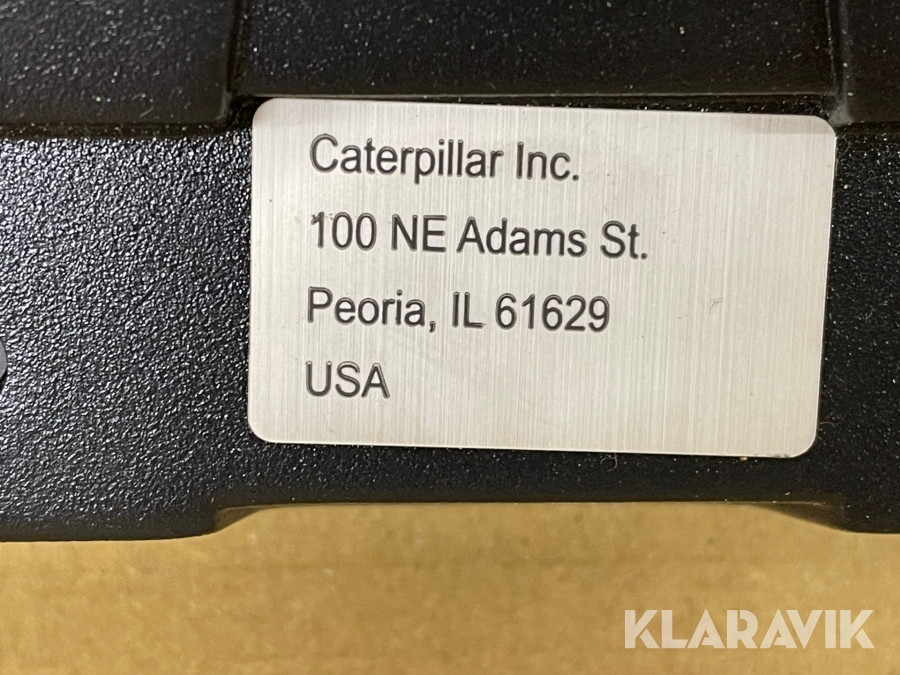 Caterpillar Inc.
100 NE Adams St.
Peoria, IL 61629
USA
KLARAVIK